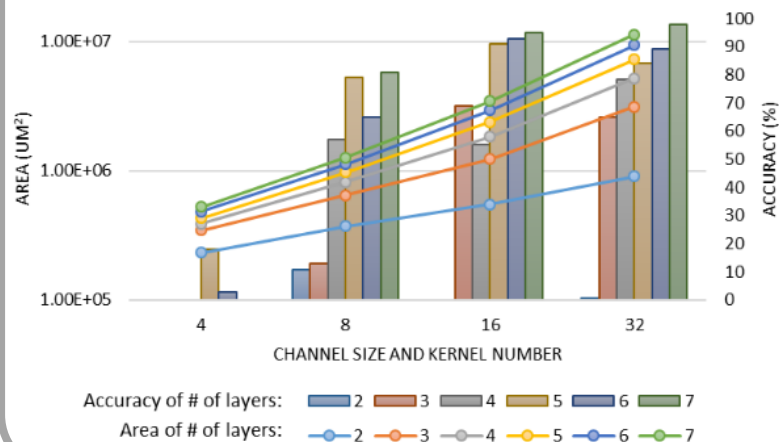 100
1.00E+07
90
80
70
60
1.00E+06
50
40
30
20
10
1.00E+05
0
AREA (UM²)
ACCURACY (%)
4 8 16 32
CHANNEL SIZE AND KERNEL NUMBER
Accuracy of # of layers: 2 3 4 5 6 7
Area of # of layers: 2 3 4 5 6 7